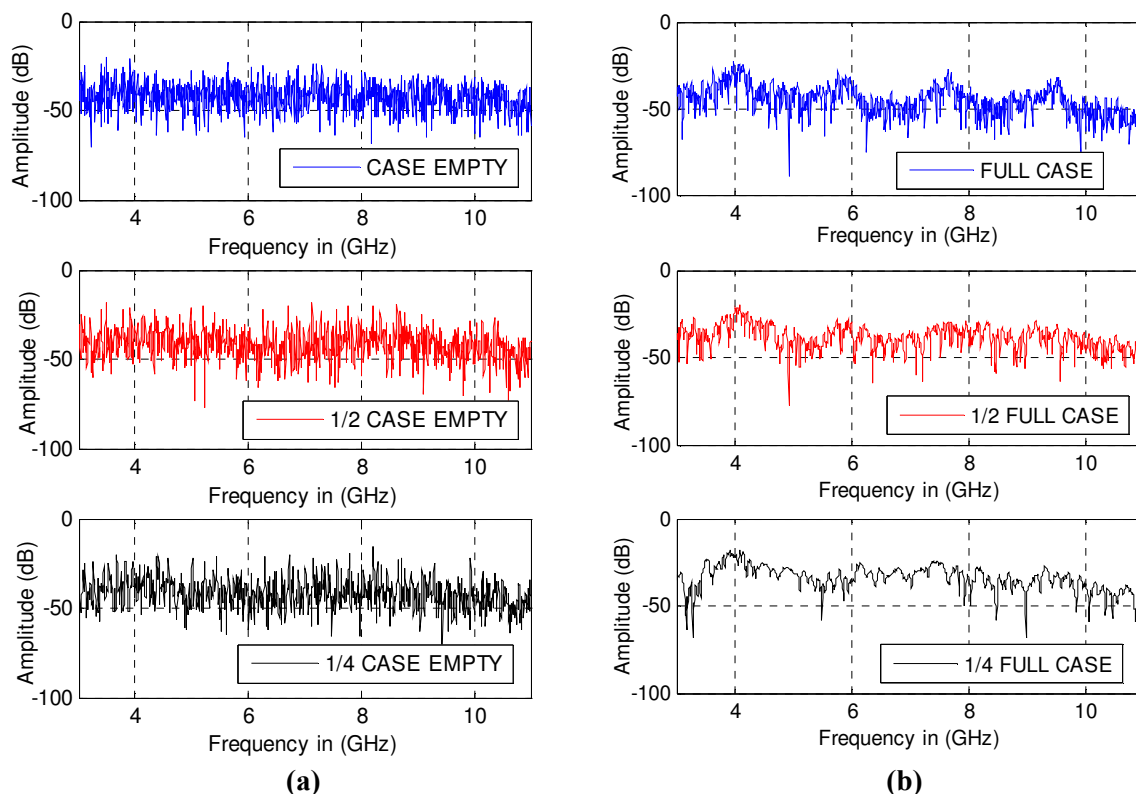 0
-50
-100
Amplitude (dB)
CASE EMPTY
4 6 8 10
Frequency in (GHz)
0
-50
-100
Amplitude (dB)
1/2 CASE EMPTY
4 6 8 10
Frequency in (GHz)
0
-50
-100
Amplitude (dB)
1/4 CASE EMPTY
4 6 8 10
Frequency in (GHz)
(a)
0
-50
-100
Amplitude (dB)
FULL CASE
4 6 8 10
Frequency in (GHz)
0
-50
-100
Amplitude (dB)
1/2 FULL CASE
4 6 8 10
Frequency in (GHz)
0
-50
-100
Amplitude (dB)
1/4 FULL CASE
4 6 8 10
Frequency in (GHz)
(b)